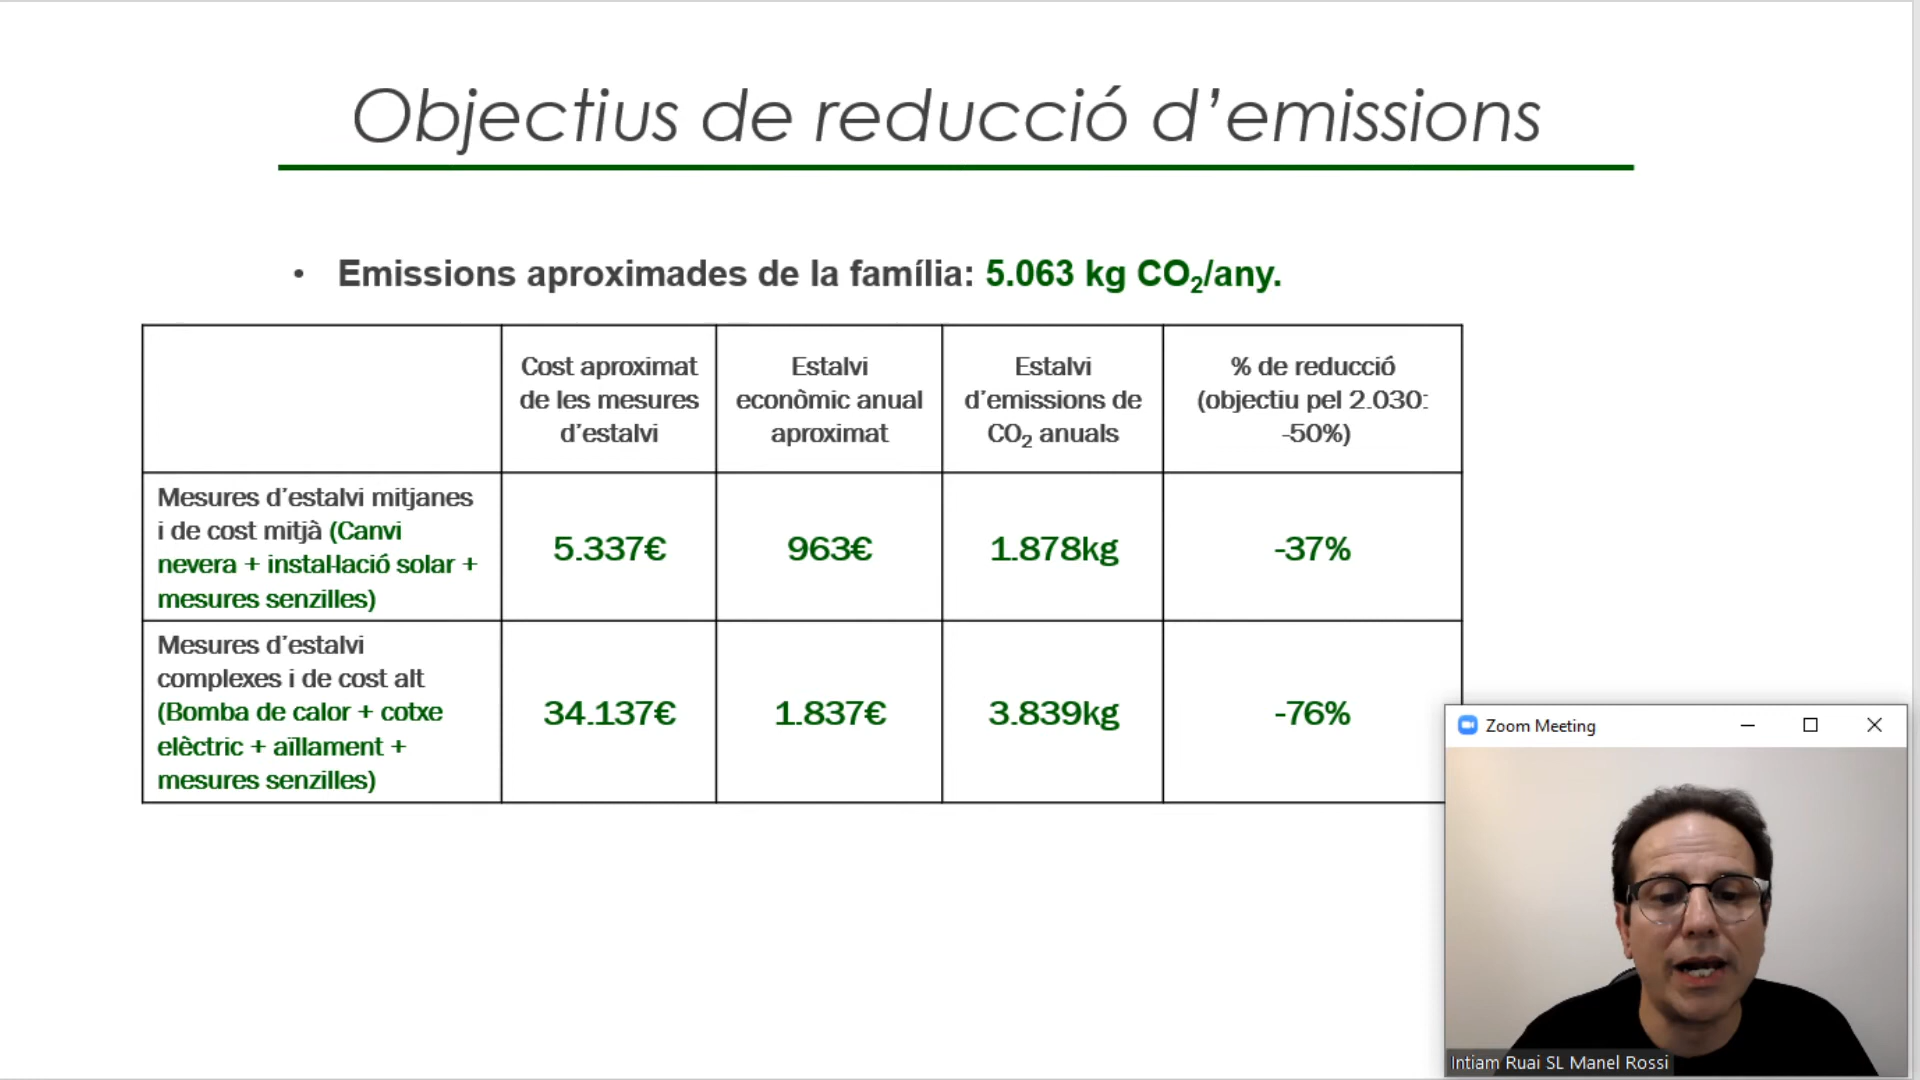 Objectius de reducció d’emissions
• Emissions aproximades de la família: 5.063 kg CO₂/any.
Cost aproximat
de les mesures
d’estalvi
Estalvi
econòmic anual
aproximat
Estalvi
d’emissions de
CO₂ anuals
% de reducció
(objectiu pel 2.030:
-50%)
Mesures d’estalvi mitjanes
i de cost mitjà (Canvi
nevera + instal·lació solar +
mesures senzilles)
5.337€
963€
1.878kg
-37%
Mesures d’estalvi
complexes i de cost alt
(Bomba de calor + cotxe
elèctric + aïllament +
mesures senzilles)
34.137€
1.837€
3.839kg
-76%
Zoom Meeting
Intiam Ruai SL Manel Rossi